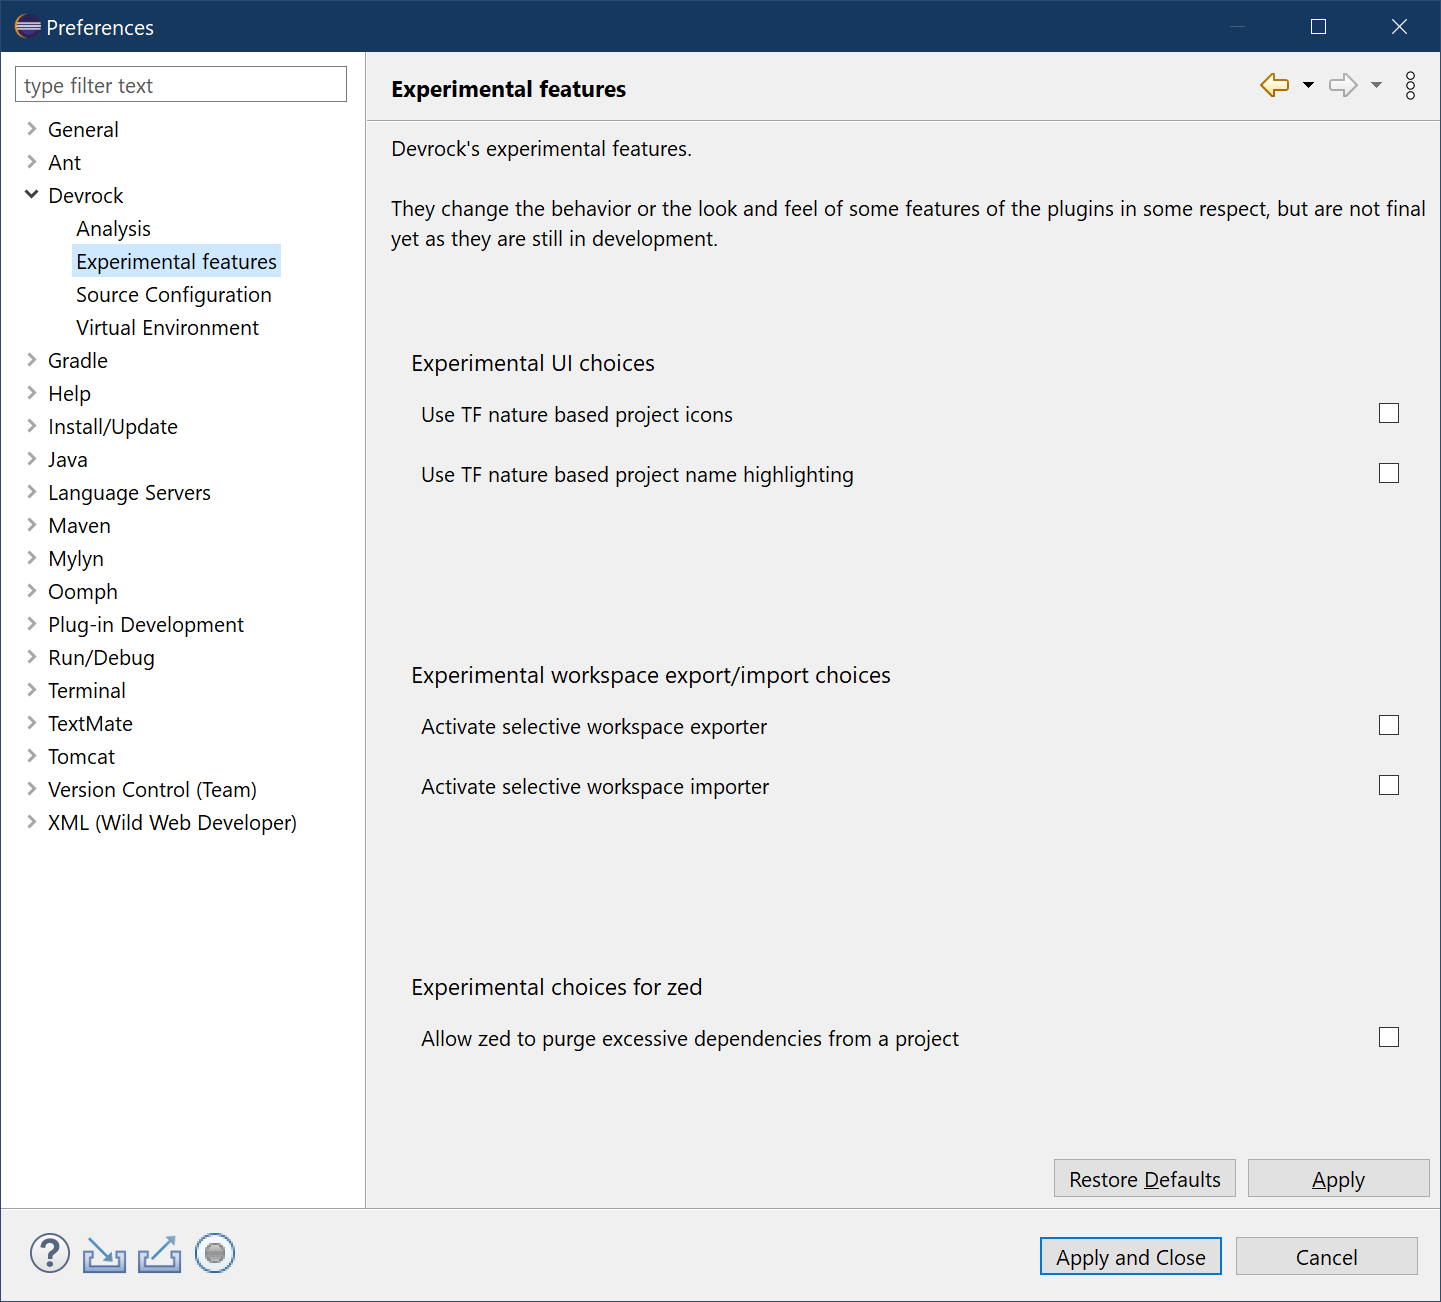 Preferences
type filter text
General
Ant
Devrock
Analysis
Experimental features
Source Configuration
Virtual Environment
Gradle
Help
Install/Update
Java
Language Servers
Maven
Mylyn
Oomph
Plug-in Development
Run/Debug
Terminal
TextMate
Tomcat
Version Control (Team)
XML (Wild Web Developer)
Experimental features
Devrock's experimental features.
They change the behavior or the look and feel of some features of the plugins in some respect, but are not final
yet as they are still in development.
Experimental UI choices
Use TF nature based project icons
Use TF nature based project name highlighting
Experimental workspace export/import choices
Activate selective workspace exporter
Activate selective workspace importer
Experimental choices for zed
Allow zed to purge excessive dependencies from a project
Restore Defaults
Apply
Apply and Close
Cancel